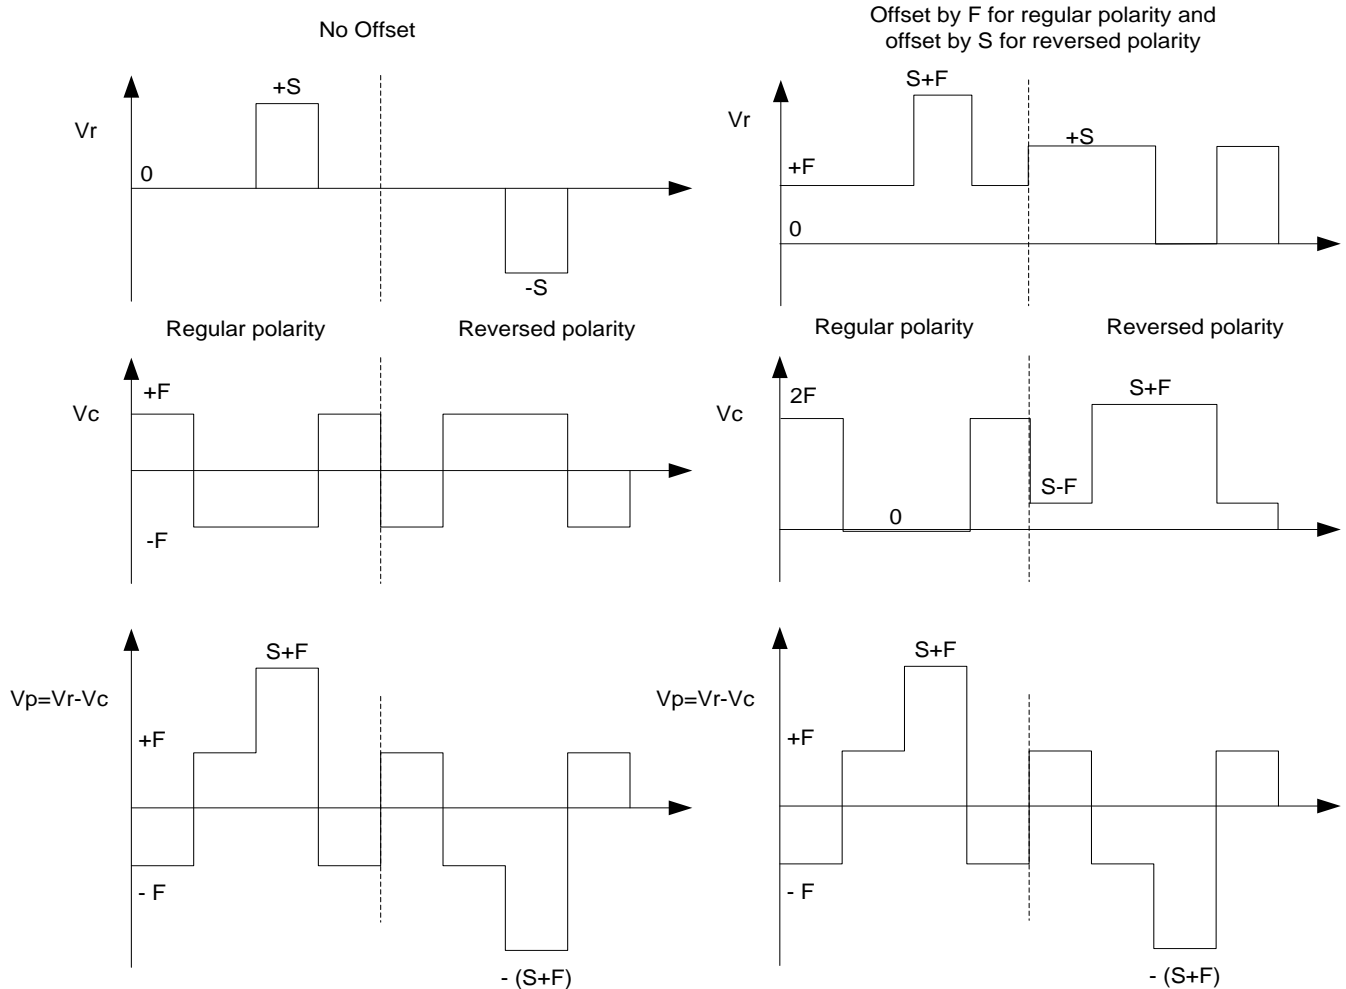 No Offset
Offset by F for regular polarity and
offset by S for reversed polarity
+S
Vr
0
-S
S+F
Vr
+S
+F
0
Regular polarity
Reversed polarity
Regular polarity
Reversed polarity
+F
Vc
-F
2F
Vc
S+F
S-F
0
S+F
Vp=Vr-Vc
+F
- F
- (S+F)
S+F
Vp=Vr-Vc
+F
- F
- (S+F)